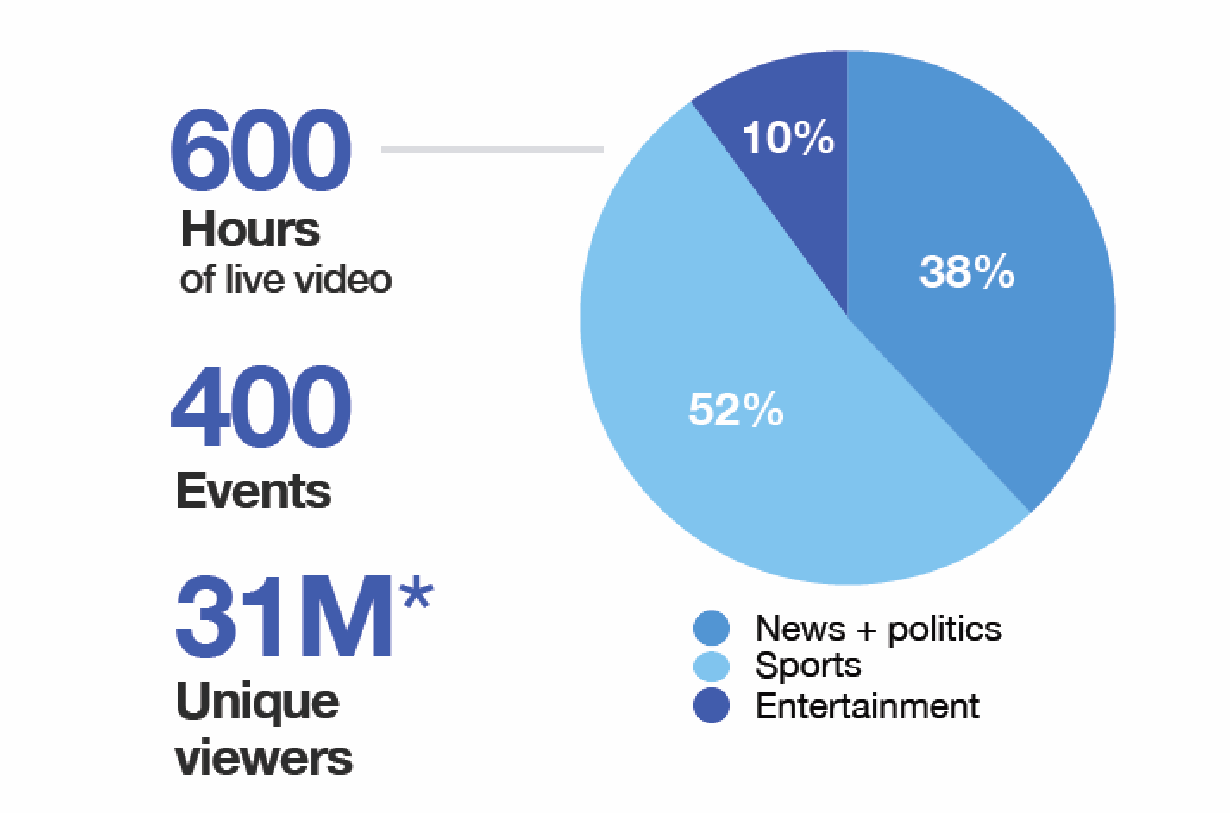 600
Hours
of live video
400
Events
31M*
Unique
viewers
10%
38%
52%
News + politics
Sports
Entertainment